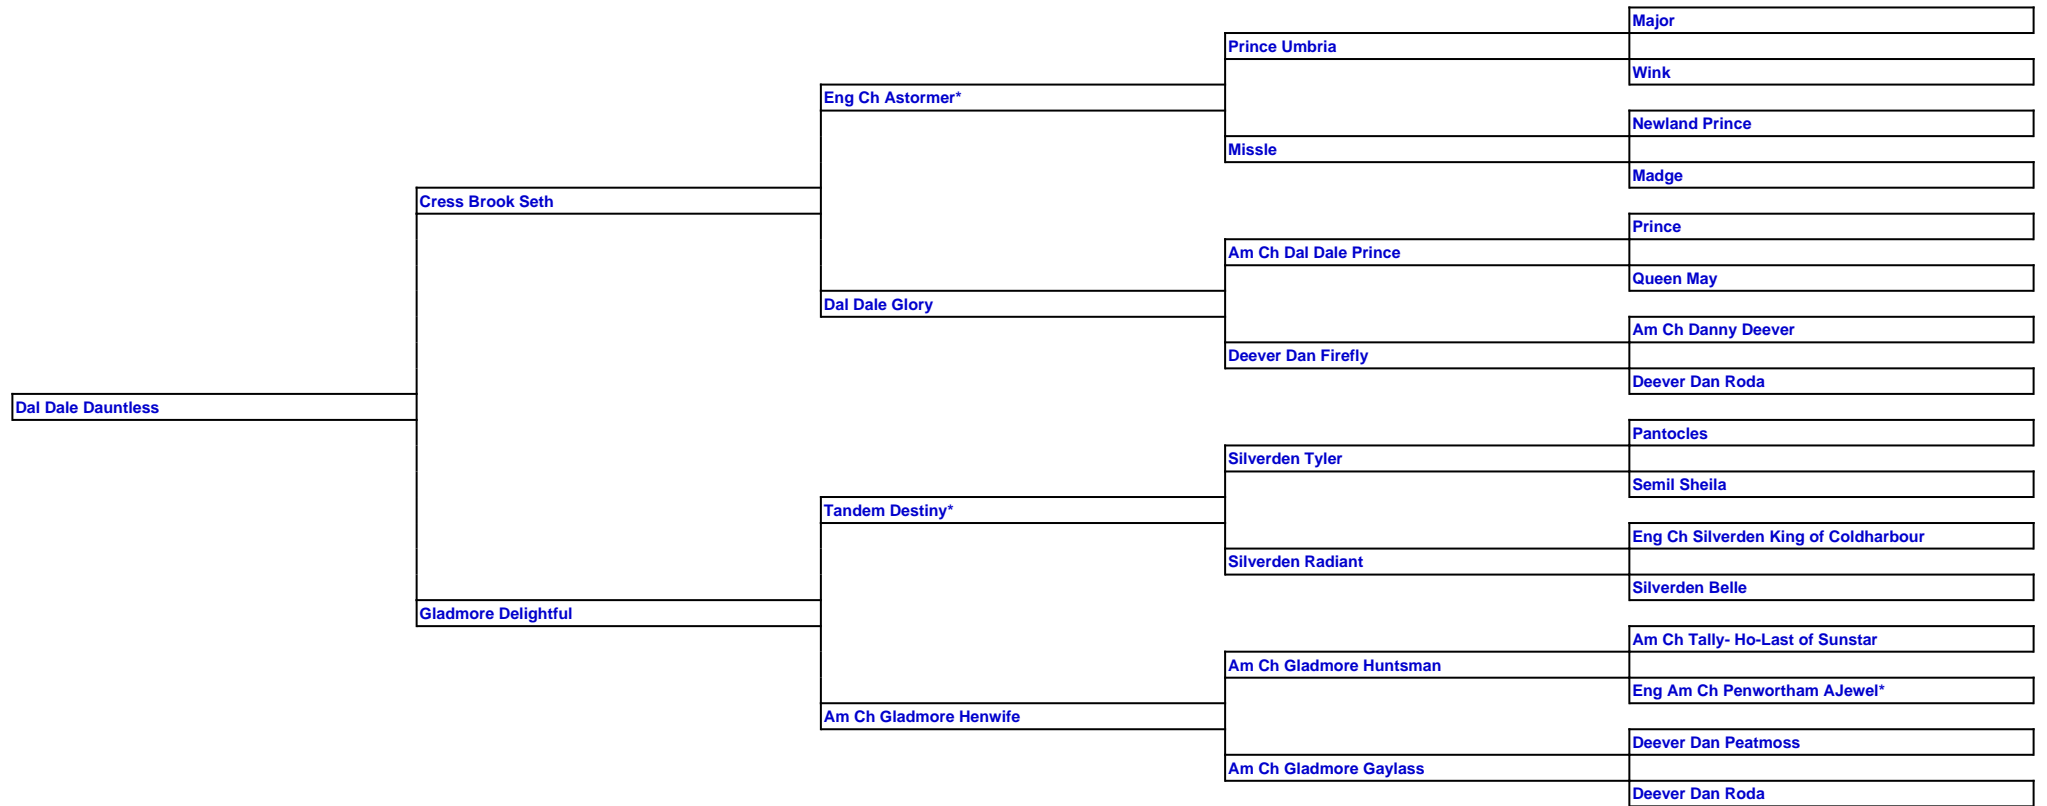 Major
Prince Umbria
Wink
Eng Ch Astormer*
Newland Prince
Missle
Madge
Cress Brook Seth
Prince
Am Ch Dal Dale Prince
Queen May
Dal Dale Glory
Am Ch Danny Deever
Deever Dan Firefly
Deever Dan Roda
Dal Dale Dauntless
Pantocles
Silverden Tyler
Semil Sheila
Tandem Destiny*
Eng Ch Silverden King of Coldharbour
Silverden Radiant
Silverden Belle
Gladmore Delightful
Am Ch Tally- Ho-Last of Sunstar
Am Ch Gladmore Huntsman
Eng Am Ch Penwortham AJewel*
Am Ch Gladmore Henwife
Deever Dan Peatmoss
Am Ch Gladmore Gaylass
Deever Dan Roda